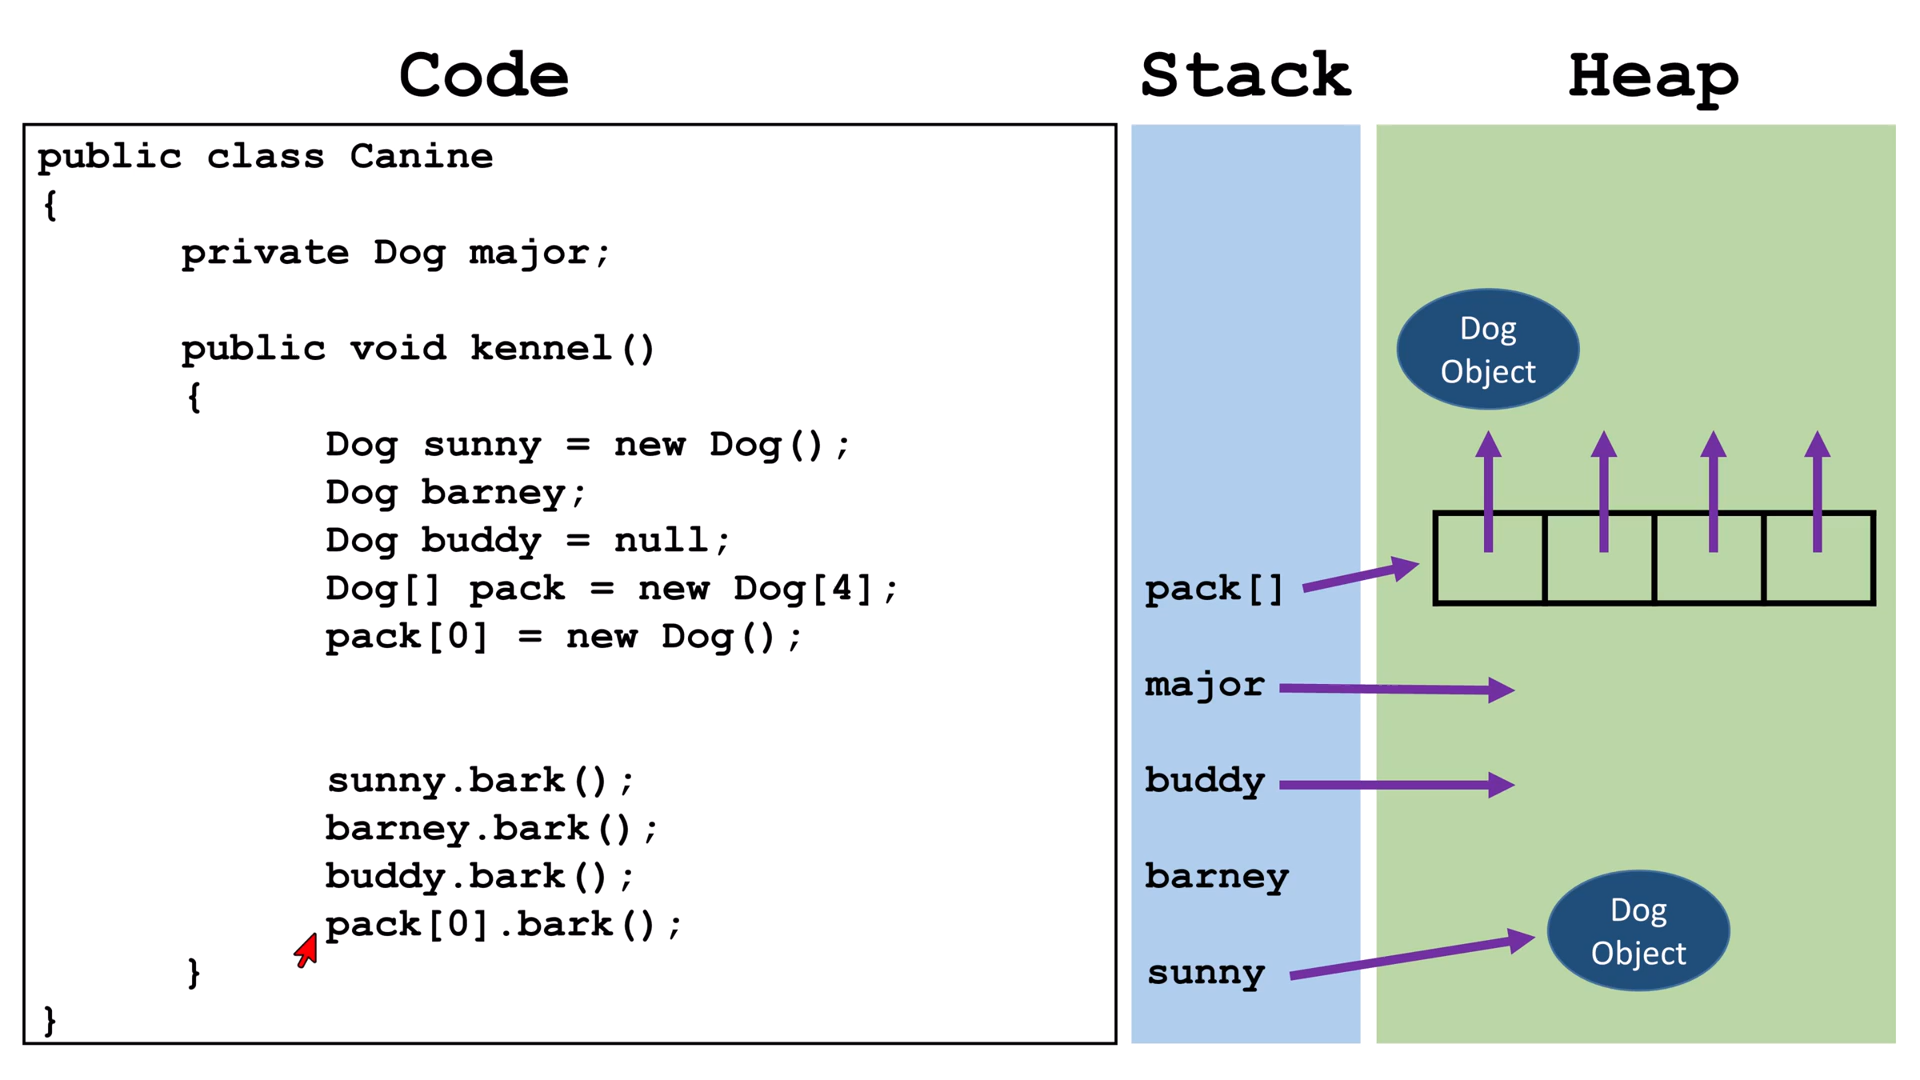 Code
public class Canine
{
private Dog major;
public void kennel()
{
Dog sunny = new Dog();
Dog barney;
Dog buddy = null;
Dog[] pack = new Dog[4];
pack[0] = new Dog();
sunny.bark();
barney.bark();
buddy.bark();
pack[0].bark();
}
}
Stack
pack[]
major
buddy
barney
sunny
Heap
Dog
Object
Dog
Object